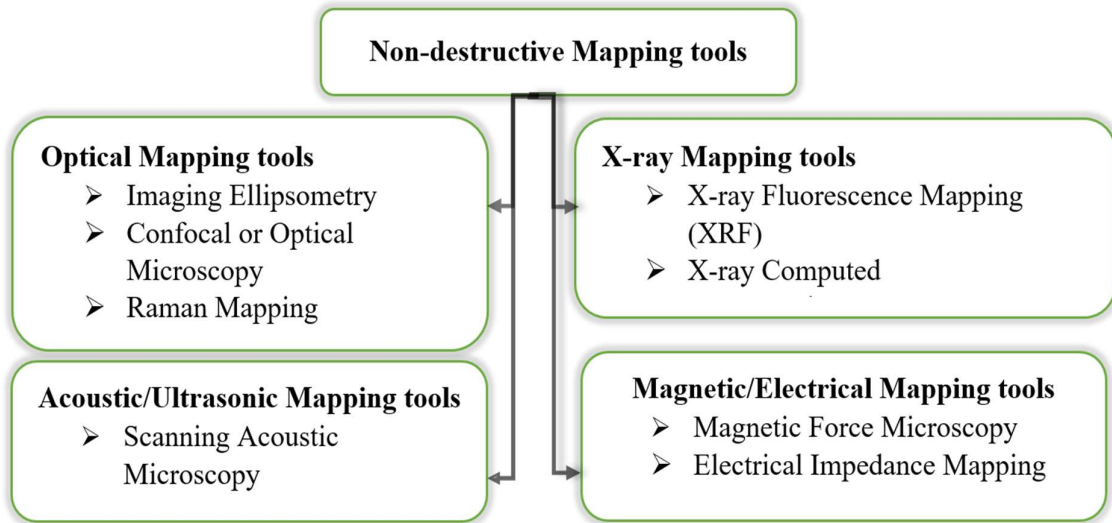 Non-destructive Mapping tools
Optical Mapping tools
➤ Imaging Ellipsometry
➤ Confocal or Optical
Microscopy
➤ Raman Mapping
X-ray Mapping tools
➤ X-ray Fluorescence Mapping
(XRF)
➤ X-ray Computed
Acoustic/Ultrasonic Mapping tools
➤ Scanning Acoustic
Microscopy
Magnetic/Electrical Mapping tools
➤ Magnetic Force Microscopy
➤ Electrical Impedance Mapping